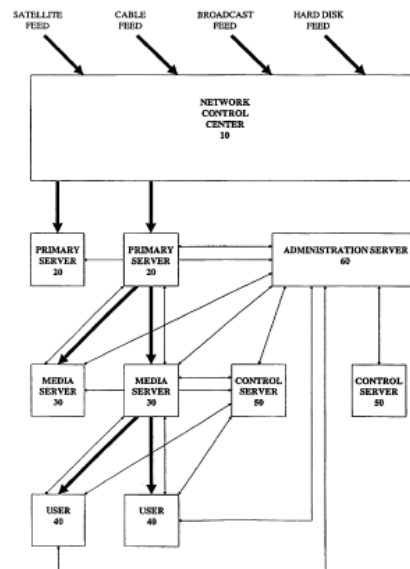 SATELLITE FEED
CABLE FEED
BROADCAST FEED
HARD DISK FEED
NETWORK
CONTROL
CENTER
10
PRIMARY
SERVER
20
PRIMARY
SERVER
20
ADMINISTRATION SERVER
60
MEDIA
SERVER
30
MEDIA
SERVER
30
CONTROL
SERVER
50
CONTROL
SERVER
50
USER
40
USER
40